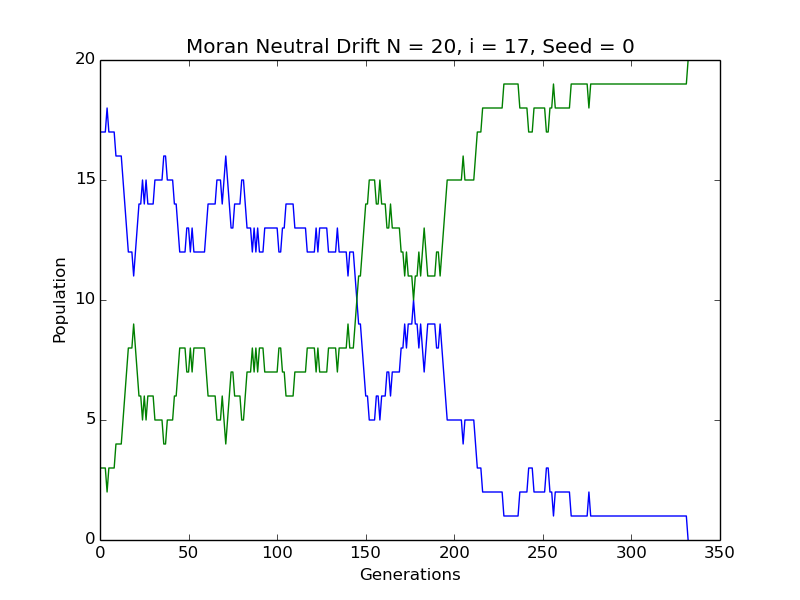 Moran Neutral Drift N = 20, i = 17, Seed = 0
20
15
10
5
0
Population
0 50 100 150 200 250 300 350
Generations